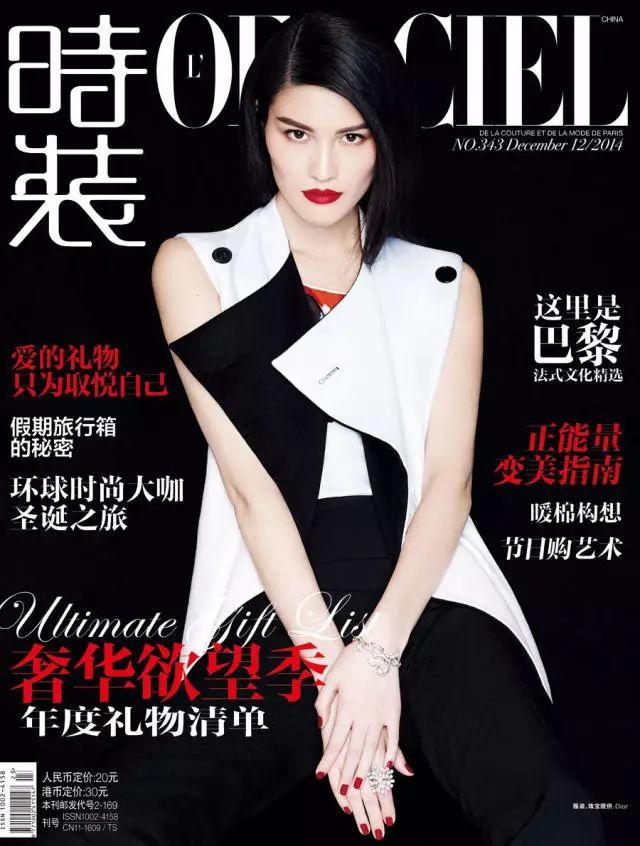 時装
L'OFFICIEL
CHINA
DE LA COUTURE ET DE LA MODE DE PARIS
NO.343 December 12/2014
这里是
巴黎
法式文化精选
爱的礼物
只为取悦自己
假期旅行箱
的秘密
环球时尚大咖
圣诞之旅
正能量
变美指南
暖棉构想
节日购艺术
Ultimate Gift List
奢华欲望季
年度礼物清单
人民币定价:20元
港币定价:30元
本刊邮发代号2-169
刊号
ISSN1002-4158
CN11-1609 / TS
ISSN 1002-4158
23
9771002415142
服装、珠宝提供:Dior